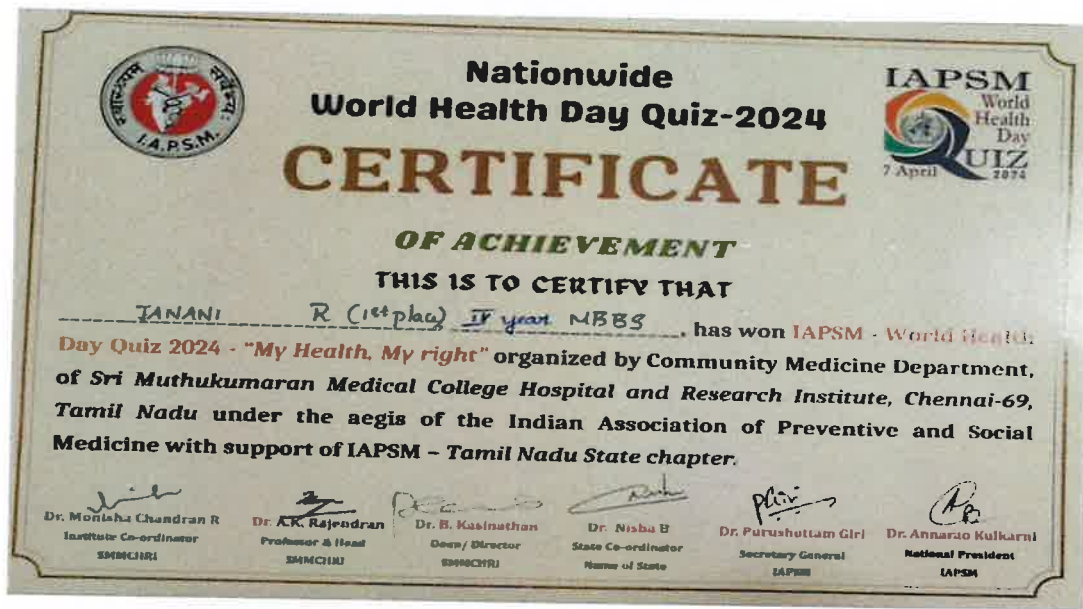 स्वास्थ्यम् सर्वेभ्यः
I.A.P.S.M.
Nationwide
World Health Day Quiz-2024
IAPSM
World
Health
Day
QUIZ
7 April 2024
CERTIFICATE
OF ACHIEVEMENT
THIS IS TO CERTIFY THAT
JANANI R (1st place) IV year MBBS, has won IAPSM - World Health
Day Quiz 2024 - "My Health, My right" organized by Community Medicine Department,
of Sri Muthukumaran Medical College Hospital and Research Institute, Chennai-69,
Tamil Nadu under the aegis of the Indian Association of Preventive and Social
Medicine with support of IAPSM – Tamil Nadu State chapter.
Dr. Monisha Chandran R
Institute Co-ordinator
SMMCHRI
Dr. A.R. Rajendran
Professor & Head
SMMCHRI
Dr. B. Kasinathan
Dean/ Director
SMMCHRI
Dr. Nisha B
State Co-ordinator
Name of State
Dr. Purushottam Giri
Secretary General
IAPSM
Dr. Annarao Kulkarni
National President
IAPSM